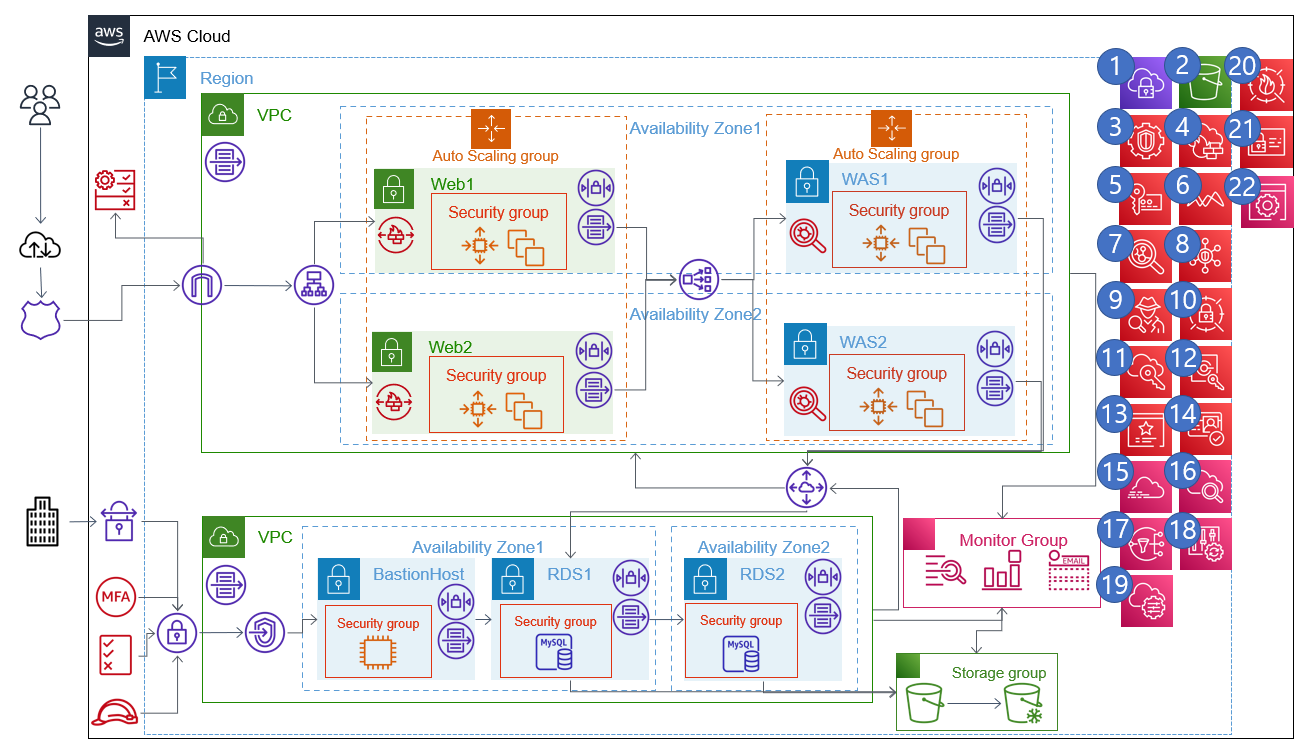 aws
AWS Cloud
Region
VPC
Availability Zone1
Auto Scaling group
Auto Scaling group
Web1
Security group
WAS1
Security group
Availability Zone2
Web2
Security group
WAS2
Security group
VPC
Availability Zone1
Availability Zone2
BastionHost
Security group
RDS1
Security group
MySQL
RDS2
Security group
MySQL
MFA
Monitor Group
EMAIL
Storage group
1
2
20
3
4
21
5
6
22
7
8
9
10
11
12
13
14
15
16
17
18
19